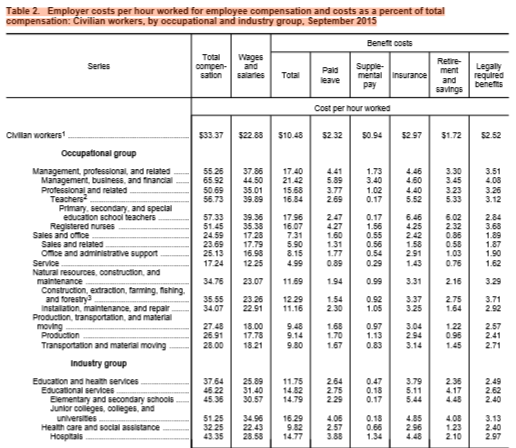 Table 2. Employer costs per hour worked for employee compensation and costs as a percent of total
compensation: Civilian workers, by occupational and industry group, September 2015
Series
Total compen- sation
Wages and salaries
Benefit costs
Total
Paid leave
Supple- mental pay
Insurance
Retire- ment and savings
Legally required benefits
Cost per hour worked
Civilian workers¹ $33.37 $22.88 $10.48 $2.32 $0.94 $2.97 $1.72 $2.52
Occupational group
Management, professional, and related 55.26 37.86 17.40 4.41 1.73 4.46 3.30 3.51
Management, business, and financial 65.92 44.50 21.42 5.89 3.40 4.60 3.45 4.08
Professional and related 50.69 35.01 15.68 3.77 1.02 4.40 3.23 3.26
Teachers² 56.73 39.89 16.84 2.69 0.17 5.52 5.33 3.12
Primary, secondary, and special
education school teachers 57.33 39.36 17.96 2.47 0.17 6.46 6.02 2.84
Registered nurses 51.45 35.38 16.07 4.27 1.56 4.25 2.32 3.68
Sales and office 24.59 17.28 7.31 1.60 0.55 2.42 0.86 1.89
Sales and related 23.69 17.79 5.90 1.31 0.56 1.58 0.58 1.87
Office and administrative support 25.13 16.98 8.15 1.77 0.54 2.91 1.03 1.90
Service 17.24 12.25 4.99 0.89 0.29 1.43 0.76 1.62
Natural resources, construction, and
maintenance 34.76 23.07 11.69 1.94 0.99 3.31 2.16 3.29
Construction, extraction, farming, fishing,
and forestry³ 35.55 23.26 12.29 1.54 0.92 3.37 2.75 3.71
Installation, maintenance, and repair 34.07 22.91 11.16 2.30 1.05 3.25 1.64 2.92
Production, transportation, and material
moving 27.48 18.00 9.48 1.68 0.97 3.04 1.22 2.57
Production 26.91 17.78 9.14 1.70 1.13 2.94 0.96 2.41
Transportation and material moving 28.00 18.21 9.80 1.67 0.83 3.14 1.45 2.71
Industry group
Education and health services 37.64 25.89 11.75 2.64 0.47 3.79 2.36 2.49
Educational services 46.22 31.40 14.82 2.75 0.18 5.11 4.17 2.62
Elementary and secondary schools 45.36 30.57 14.79 2.29 0.17 5.44 4.48 2.40
Junior colleges, colleges, and
universities 51.25 34.96 16.29 4.06 0.18 4.85 4.08 3.13
Health care and social assistance 32.25 22.43 9.82 2.57 0.66 2.96 1.23 2.40
Hospitals 43.35 28.58 14.77 3.88 1.34 4.48 2.10 2.97